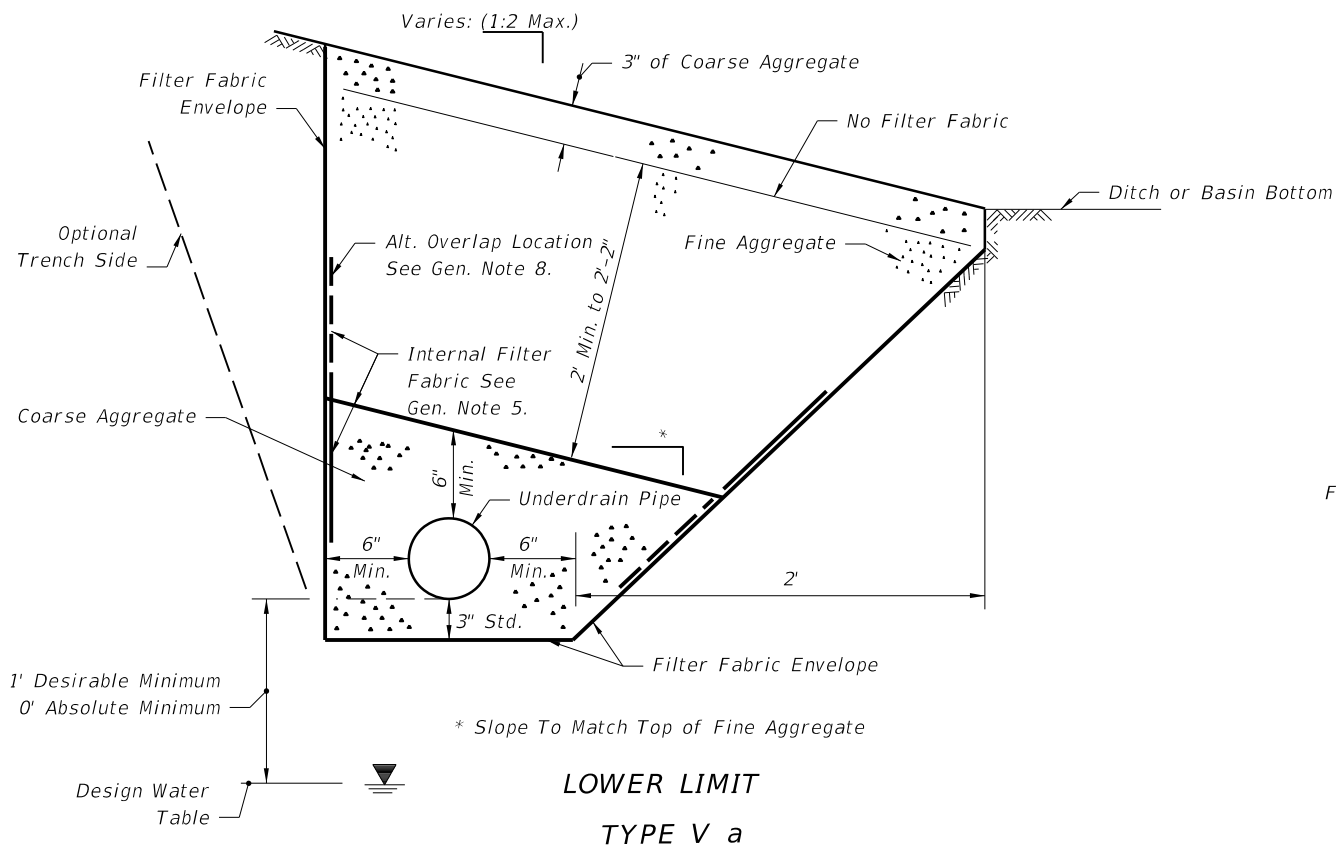 Varies: (1:2 Max.)
3" of Coarse Aggregate
Filter Fabric
Envelope
No Filter Fabric
Ditch or Basin Bottom
Optional
Trench Side
Alt. Overlap Location
See Gen. Note 8.
Fine Aggregate
2' Min. to 2'-2"
Internal Filter
Fabric See
Gen. Note 5.
Coarse Aggregate
*
6"
Min.
Underdrain Pipe
F
6"
Min.
6"
Min.
2'
3" Std.
Filter Fabric Envelope
1' Desirable Minimum
0' Absolute Minimum
* Slope To Match Top of Fine Aggregate
Design Water
Table
LOWER LIMIT
TYPE V a